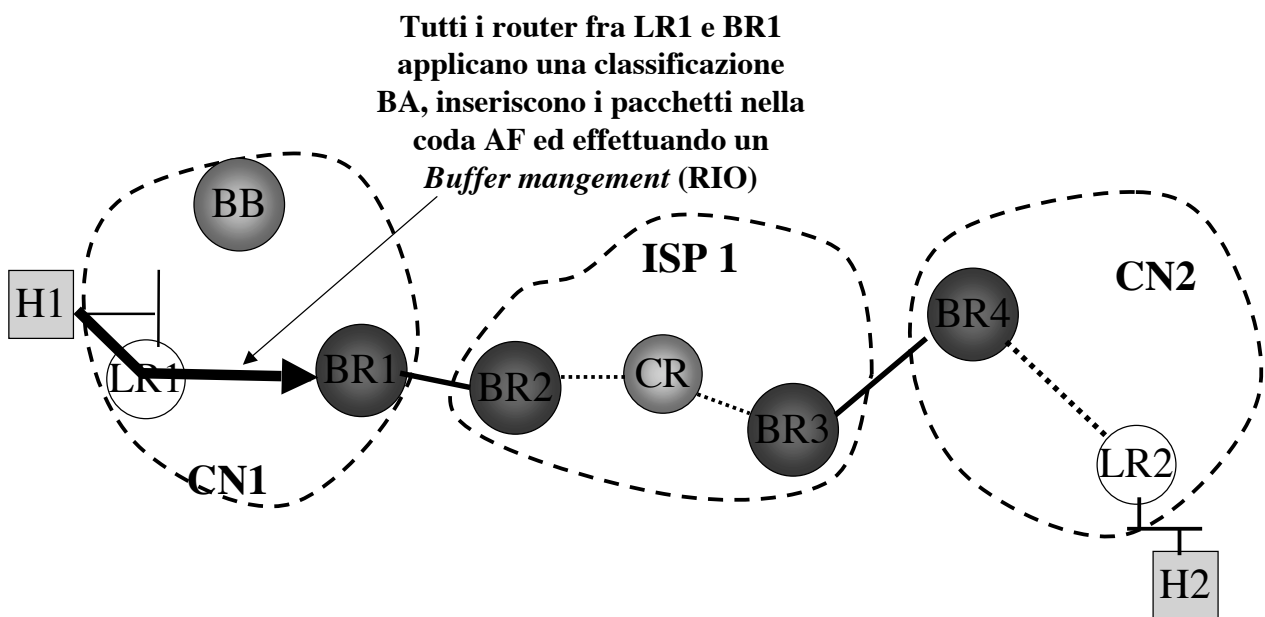 Tutti i router fra LR1 e BR1
applicano una classificazione
BA, inseriscono i pacchetti nella
coda AF ed effettuando un
Buffer mangement (RIO)
BB
ISP 1
CN2
H1
BR4
LR1
BR1
BR2
CR
BR3
LR2
CN1
H2